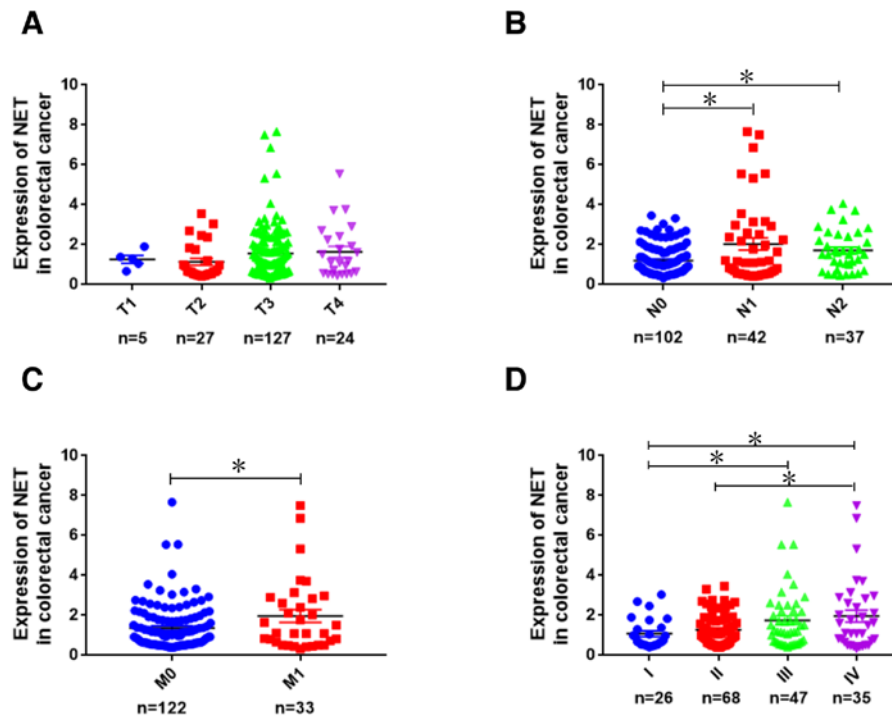 A
Expression of NET
in colorectal cancer
10
8
6
4
2
0
T1 T2 T3 T4
n=5 n=27 n=127 n=24
B
Expression of NET
in colorectal cancer
10
8
6
4
2
0
*
*
N0 N1 N2
n=102 n=42 n=37
C
Expression of NET
in colorectal cancer
10
8
6
4
2
0
*
M0 M1
n=122 n=33
D
Expression of NET
in colorectal cancer
10
8
6
4
2
0
*
*
*
I II III IV
n=26 n=68 n=47 n=35